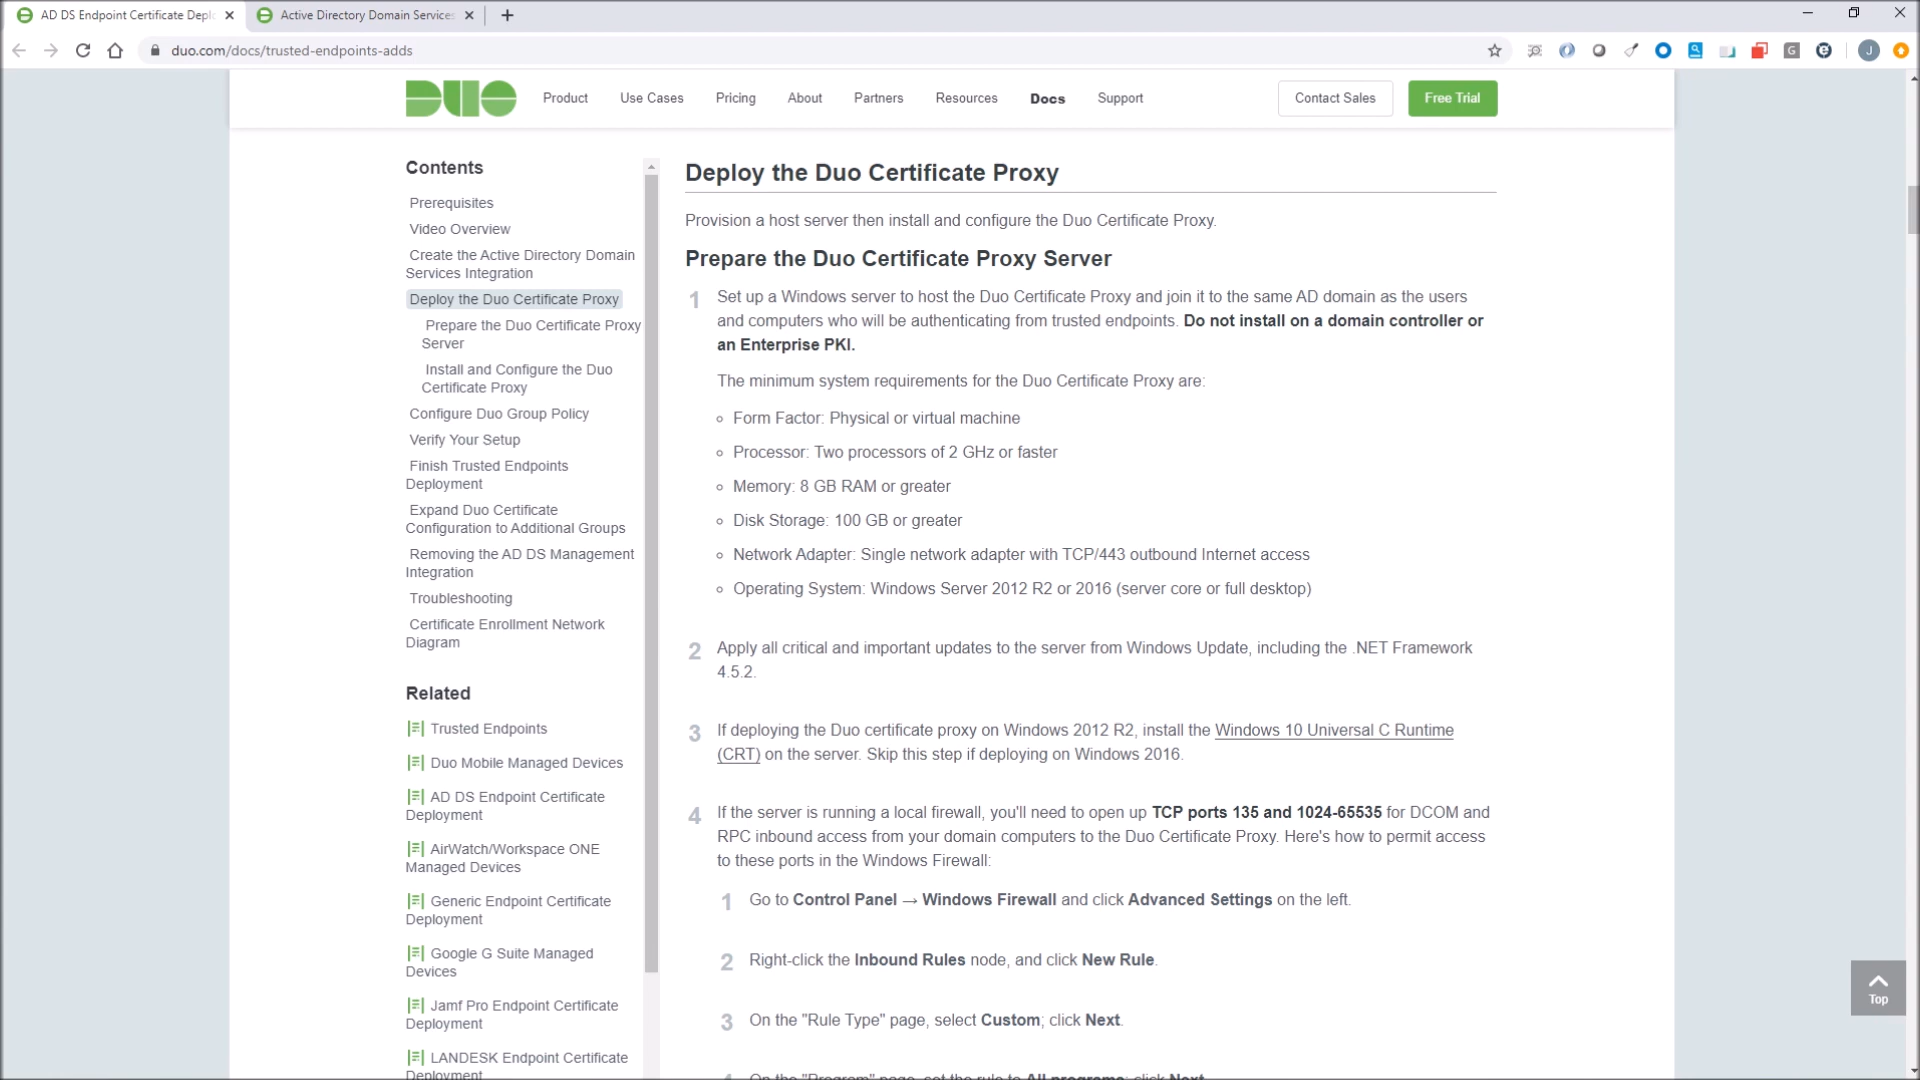 AD DS Endpoint Certificate Depl
Active Directory Domain Services
duo.com/docs/trusted-endpoints-adds
G
J
DUO
Product
Use Cases
Pricing
About
Partners
Resources
Docs
Support
Contact Sales
Free Trial
Contents
Prerequisites
Video Overview
Create the Active Directory Domain
Services Integration
Deploy the Duo Certificate Proxy
Prepare the Duo Certificate Proxy
Server
Install and Configure the Duo
Certificate Proxy
Configure Duo Group Policy
Verify Your Setup
Finish Trusted Endpoints
Deployment
Expand Duo Certificate
Configuration to Additional Groups
Removing the AD DS Management
Integration
Troubleshooting
Certificate Enrollment Network
Diagram
Related
Trusted Endpoints
Duo Mobile Managed Devices
AD DS Endpoint Certificate
Deployment
AirWatch/Workspace ONE
Managed Devices
Generic Endpoint Certificate
Deployment
Google G Suite Managed
Devices
Jamf Pro Endpoint Certificate
Deployment
LANDESK Endpoint Certificate
Deployment
Deploy the Duo Certificate Proxy
Provision a host server then install and configure the Duo Certificate Proxy.
Prepare the Duo Certificate Proxy Server
1 Set up a Windows server to host the Duo Certificate Proxy and join it to the same AD domain as the users
and computers who will be authenticating from trusted endpoints. Do not install on a domain controller or
an Enterprise PKI.
The minimum system requirements for the Duo Certificate Proxy are:
Form Factor: Physical or virtual machine
Processor: Two processors of 2 GHz or faster
Memory: 8 GB RAM or greater
Disk Storage: 100 GB or greater
Network Adapter: Single network adapter with TCP/443 outbound Internet access
Operating System: Windows Server 2012 R2 or 2016 (server core or full desktop)
2 Apply all critical and important updates to the server from Windows Update, including the .NET Framework
4.5.2.
3 If deploying the Duo certificate proxy on Windows 2012 R2, install the Windows 10 Universal C Runtime
(CRT) on the server. Skip this step if deploying on Windows 2016.
4 If the server is running a local firewall, you'll need to open up TCP ports 135 and 1024-65535 for DCOM and
RPC inbound access from your domain computers to the Duo Certificate Proxy. Here's how to permit access
to these ports in the Windows Firewall:
1 Go to Control Panel → Windows Firewall and click Advanced Settings on the left.
2 Right-click the Inbound Rules node, and click New Rule.
3 On the "Rule Type" page, select Custom; click Next.
4 On the "Program" page, set the rule to All programs; click Next.
Top